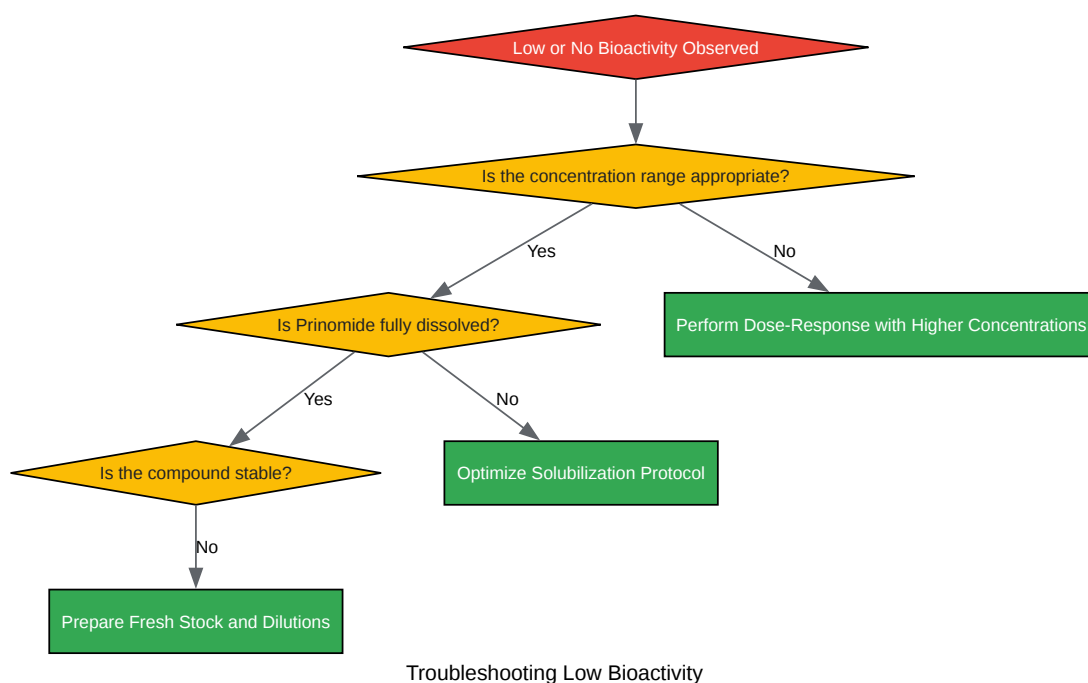 Low or No Bioactivity Observed
Is the concentration range appropriate?
Yes
No
Is Prinomide fully dissolved?
Perform Dose-Response with Higher Concentrations
Yes
No
Is the compound stable?
Optimize Solubilization Protocol
No
Prepare Fresh Stock and Dilutions
Troubleshooting Low Bioactivity